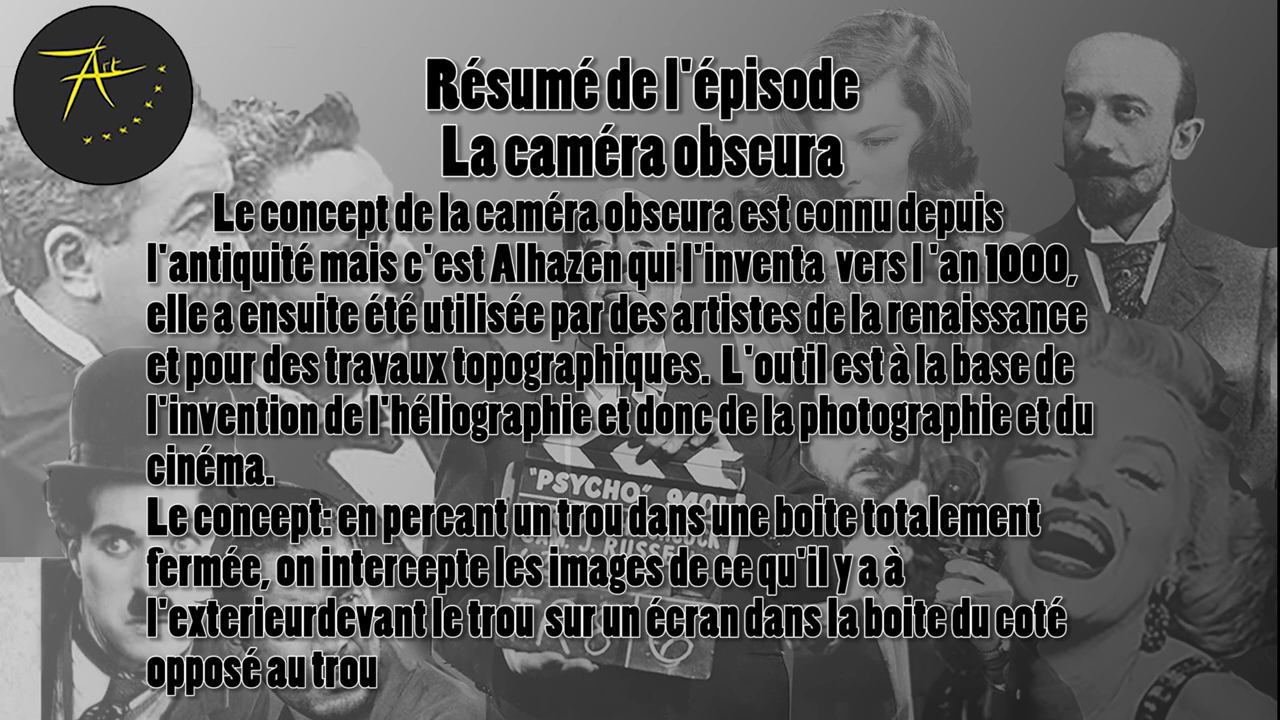 7Art
Résumé de l'épisode
La caméra obscura
Le concept de la caméra obscura est connu depuis
l'antiquité mais c'est Alhazen qui l'inventa vers l 'an 1000,
elle a ensuite été utilisée par des artistes de la renaissance
et pour des travaux topographiques. L'outil est à la base de
l'invention de l'héliographie et donc de la photographie et du
cinéma.
Le concept: en percant un trou dans une boite totalement
fermée, on intercepte les images de ce qu'il y a à
l'exterieurdevant le trou sur un écran dans la boite du coté
opposé au trou
"PSYCHO"
J. RUSSE